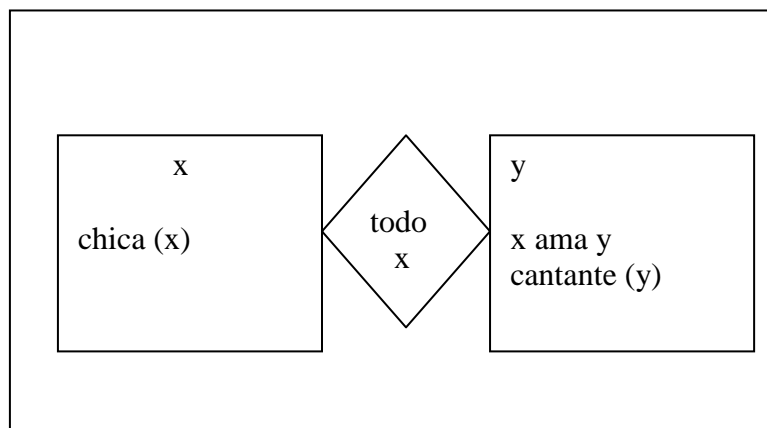 x
chica (x)
todo
x
y
x ama y
cantante (y)